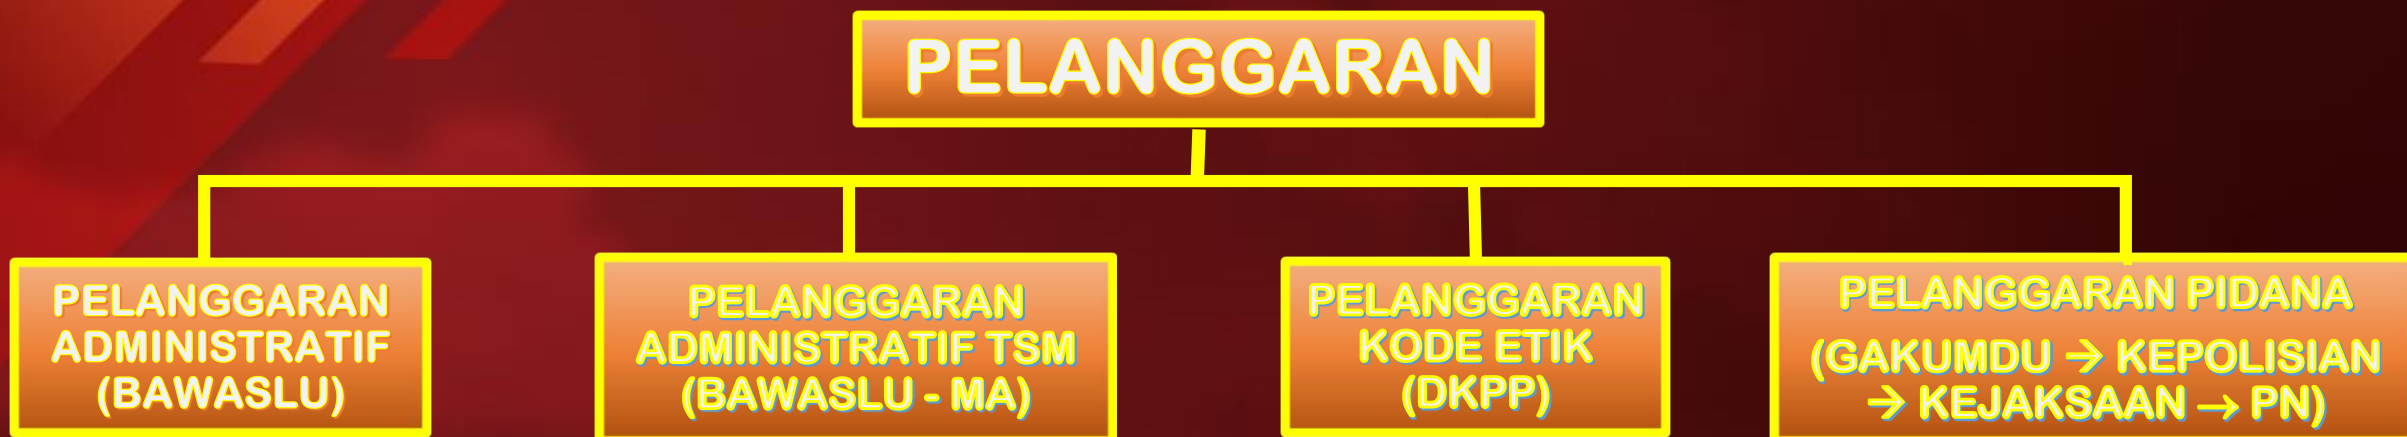 PELANGGARAN
PELANGGARAN
ADMINISTRATIF
(BAWASLU)
PELANGGARAN
ADMINISTRATIF TSM
(BAWASLU - MA)
PELANGGARAN
KODE ETIK
(DKPP)
PELANGGARAN PIDANA
(GAKUMDU → KEPOLISIAN
→ KEJAKSAAN → PN)